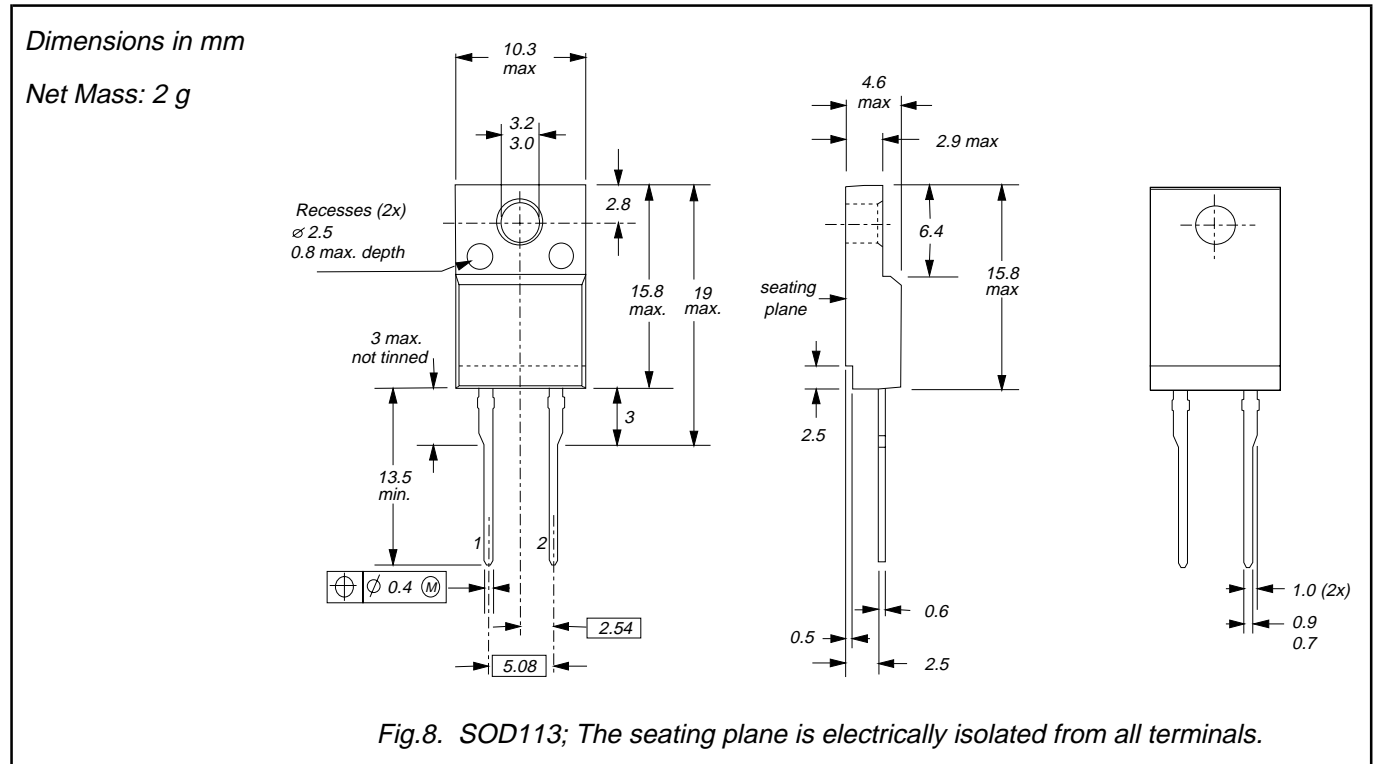 Dimensions in mm
Net Mass: 2 g
10.3
max
3.2
3.0
2.8
Recesses (2x)
⌀ 2.5
0.8 max. depth
15.8
max.
19
max.
3 max.
not tinned
3
13.5
min.
1
2
⌀ 0.4 Ⓜ
2.54
5.08
4.6
max
2.9 max
6.4
15.8
max
seating
plane
2.5
0.6
0.5
2.5
1.0 (2x)
0.9
0.7
Fig.8. SOD113; The seating plane is electrically isolated from all terminals.